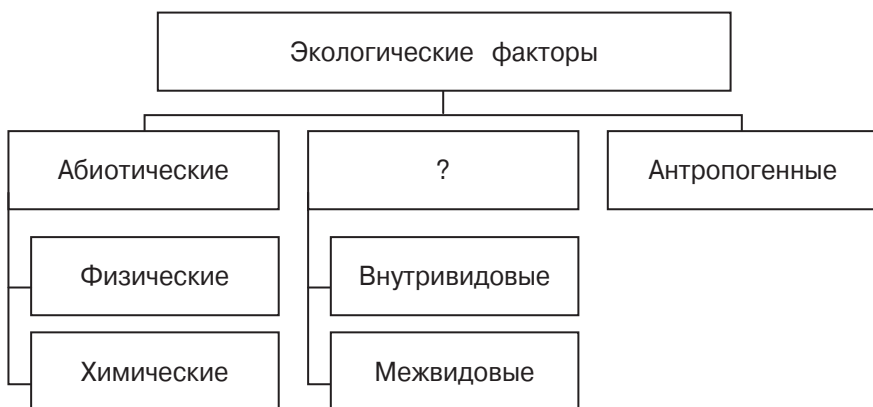 Экологические факторы
Абиотические
?
Антропогенные
Физические
Внутривидовые
Химические
Межвидовые